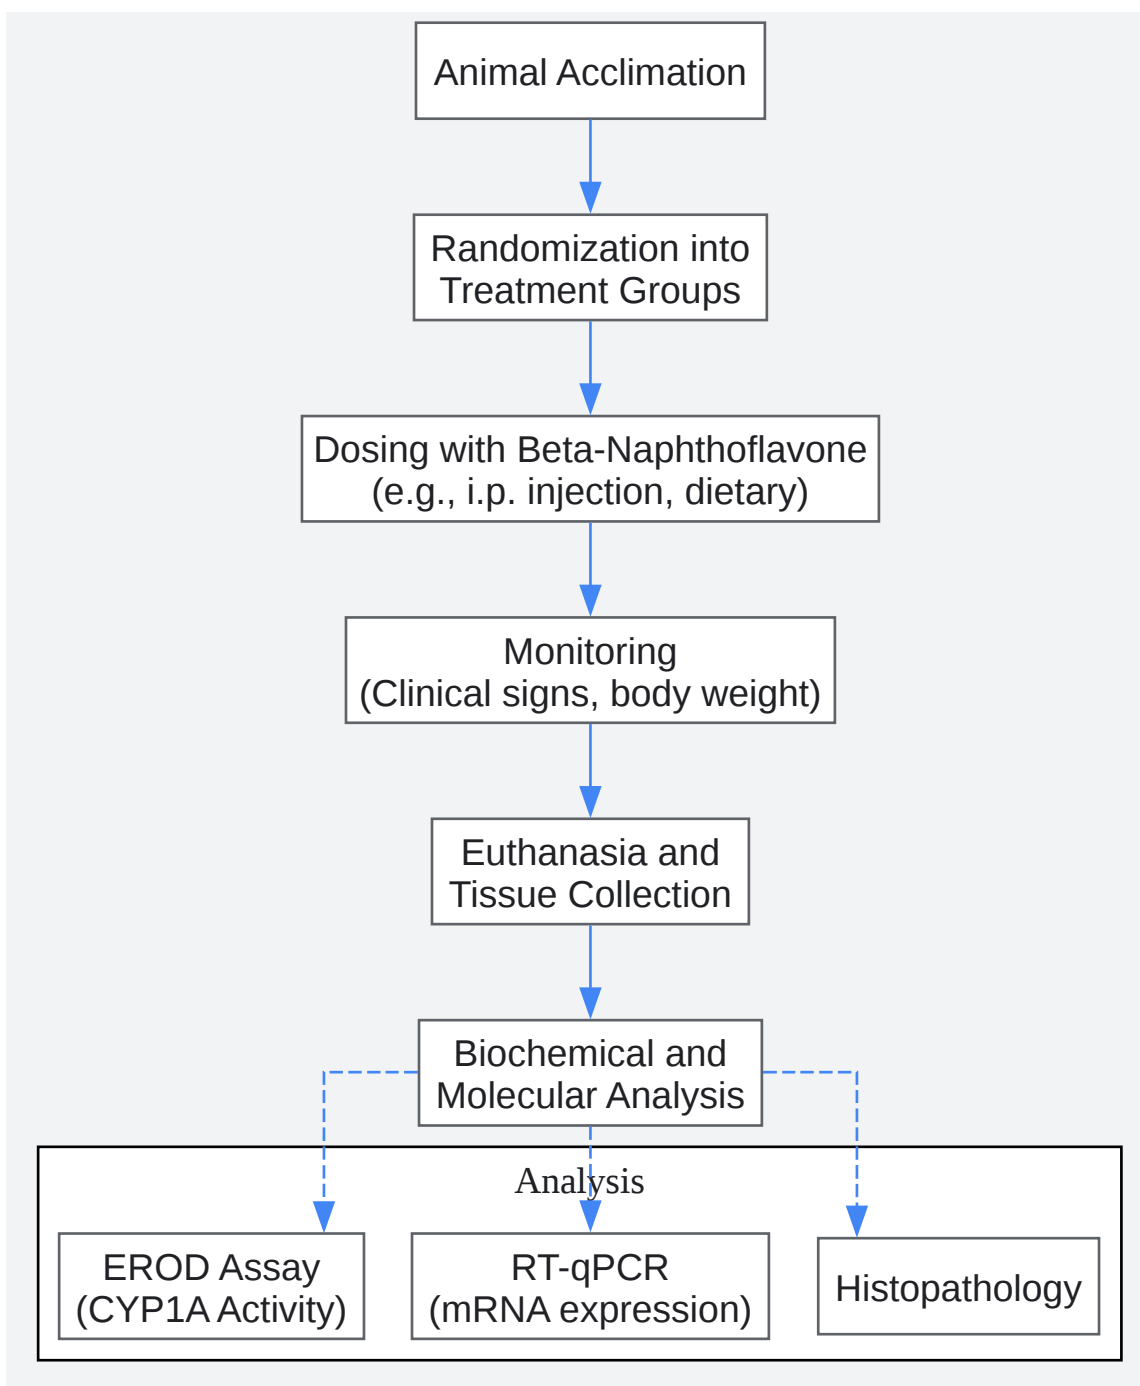 Animal Acclimation
Randomization into
Treatment Groups
Dosing with Beta-Naphthoflavone
(e.g., i.p. injection, dietary)
Monitoring
(Clinical signs, body weight)
Euthanasia and
Tissue Collection
Biochemical and
Molecular Analysis
Analysis
EROD Assay
(CYP1A Activity)
RT-qPCR
(mRNA expression)
Histopathology